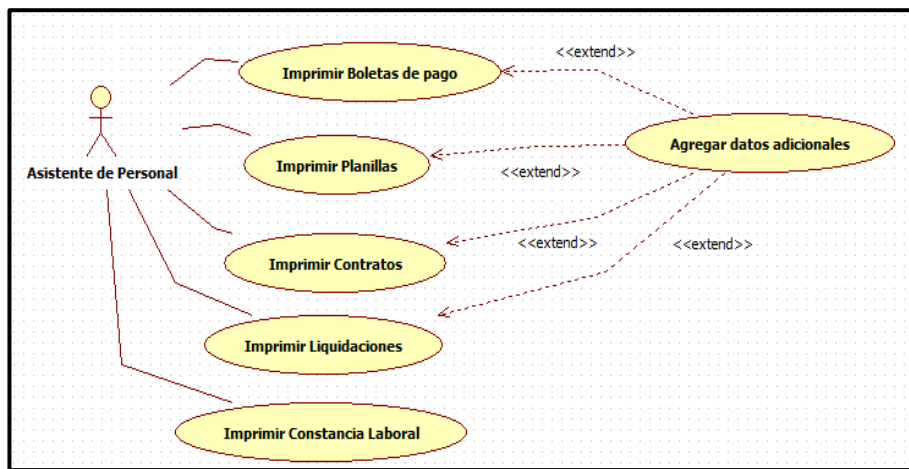 <<extend>>
Imprimir Boletas de pago
Agregar datos adicionales
Imprimir Planillas
Asistente de Personal
<<extend>>
<<extend>>
<<extend>>
Imprimir Contratos
Imprimir Liquidaciones
Imprimir Constancia Laboral